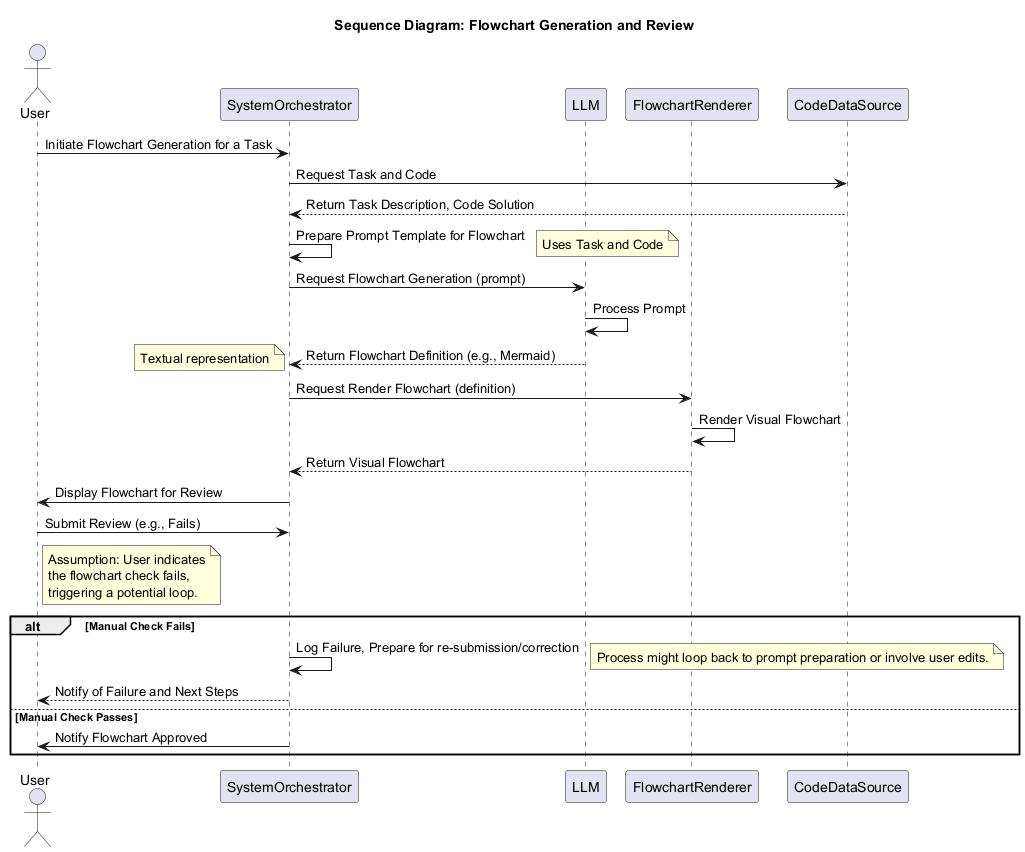 Sequence Diagram: Flowchart Generation and Review
User
SystemOrchestrator
LLM
FlowchartRenderer
CodeDataSource
Initiate Flowchart Generation for a Task
Request Task and Code
Return Task Description, Code Solution
Prepare Prompt Template for Flowchart
Uses Task and Code
Request Flowchart Generation (prompt)
Process Prompt
Textual representation
Return Flowchart Definition (e.g., Mermaid)
Request Render Flowchart (definition)
Render Visual Flowchart
Return Visual Flowchart
Display Flowchart for Review
Submit Review (e.g., Fails)
Assumption: User indicates
the flowchart check fails,
triggering a potential loop.
alt
[Manual Check Fails]
Log Failure, Prepare for re-submission/correction
Process might loop back to prompt preparation or involve user edits.
Notify of Failure and Next Steps
[Manual Check Passes]
Notify Flowchart Approved
User
SystemOrchestrator
LLM
FlowchartRenderer
CodeDataSource